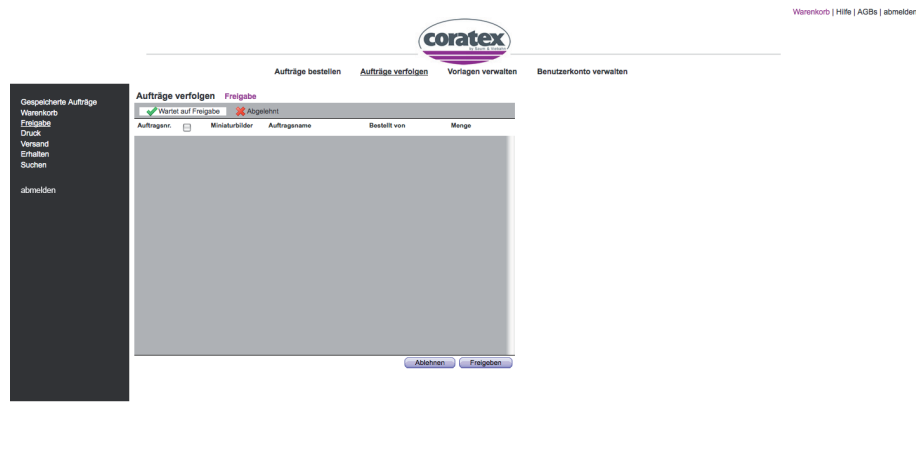 Warenkorb | Hilfe | AGBs | abmelden
coratex
Aufträge bestellen Aufträge verfolgen Vorlagen verwalten Benutzerkonto verwalten
Gespeicherte Aufträge
Warenkorb
Freigabe
Druck
Versand
Erhalten
Suchen
abmelden
Aufträge verfolgen Freigabe
Wartet auf Freigabe Abgelehnt
Auftragsnr. Miniaturbilder Auftragsname Bestellt von Menge
Ablehnen Freigeben